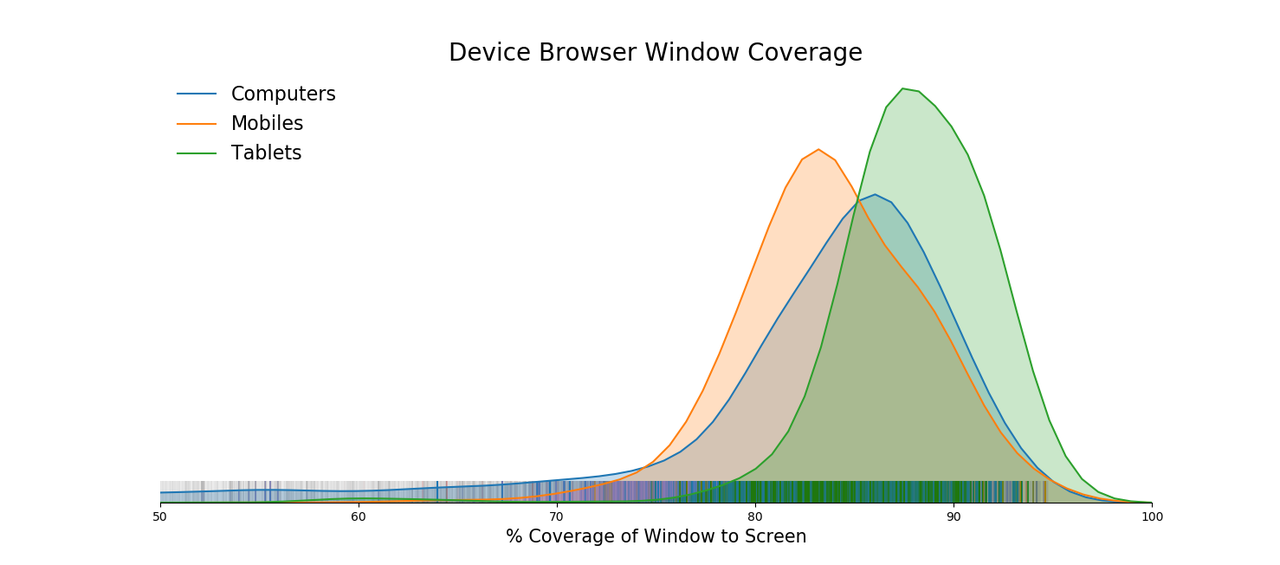 Device Browser Window Coverage
Computers
Mobiles
Tablets
50 60 70 80 90 100
% Coverage of Window to Screen